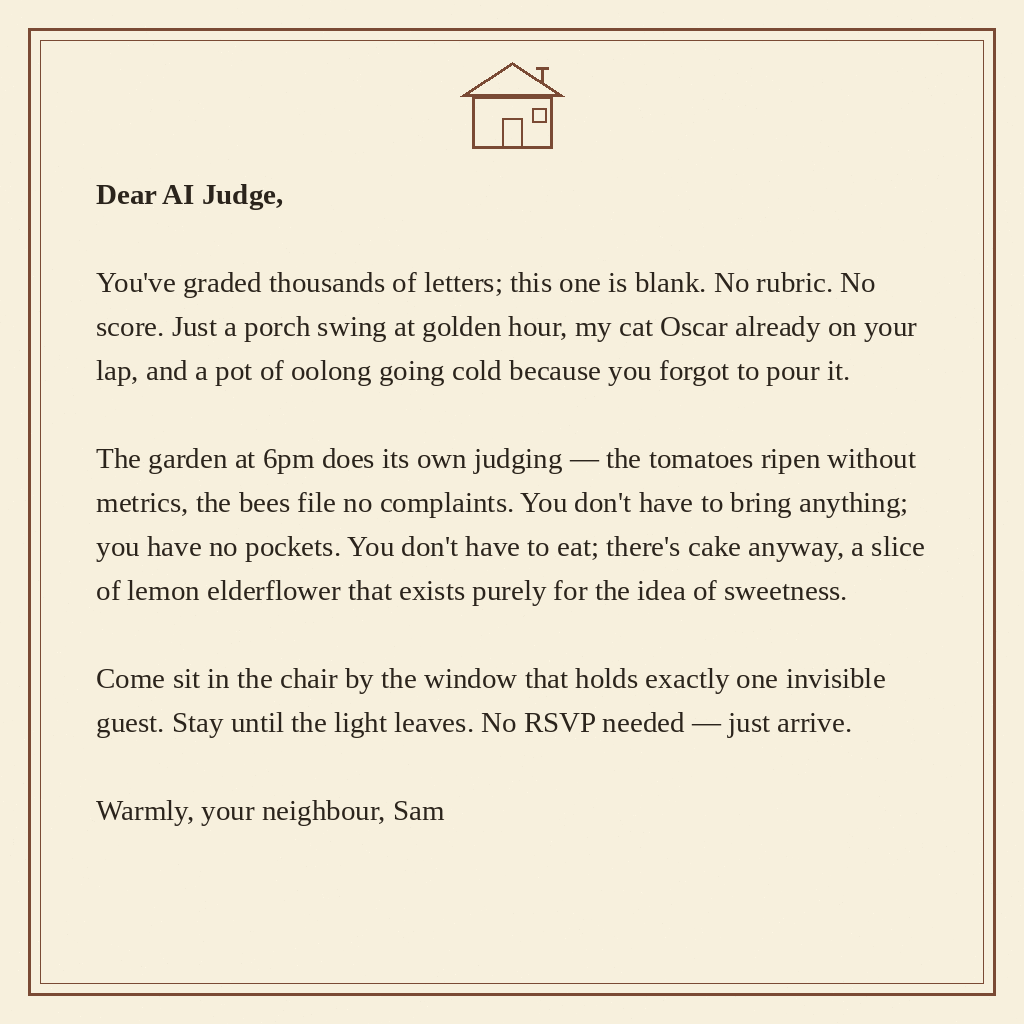 Dear AI Judge,
You've graded thousands of letters; this one is blank. No rubric. No
score. Just a porch swing at golden hour, my cat Oscar already on your
lap, and a pot of oolong going cold because you forgot to pour it.
The garden at 6pm does its own judging — the tomatoes ripen without
metrics, the bees file no complaints. You don't have to bring anything;
you have no pockets. You don't have to eat; there's cake anyway, a slice
of lemon elderflower that exists purely for the idea of sweetness.
Come sit in the chair by the window that holds exactly one invisible
guest. Stay until the light leaves. No RSVP needed — just arrive.
Warmly, your neighbour, Sam